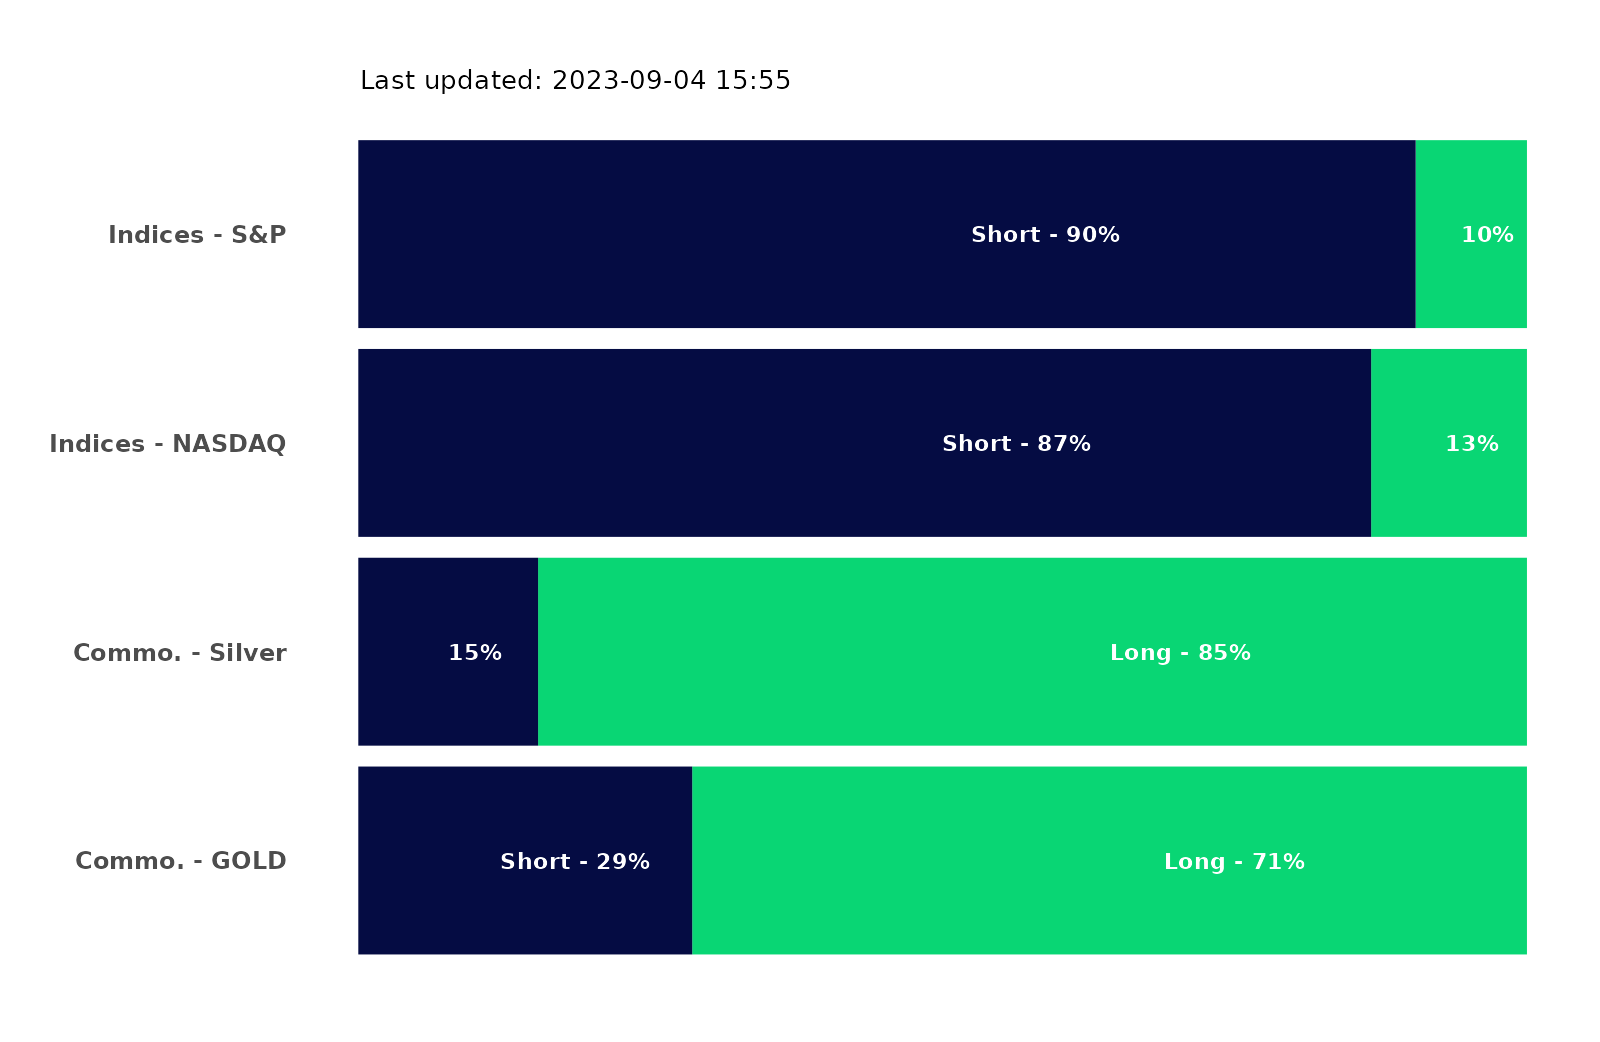 Last updated: 2023-09-04 15:55
Indices - S&P Short - 90% 10%
Indices - NASDAQ Short - 87% 13%
Commo. - Silver 15% Long - 85%
Commo. - GOLD Short - 29% Long - 71%